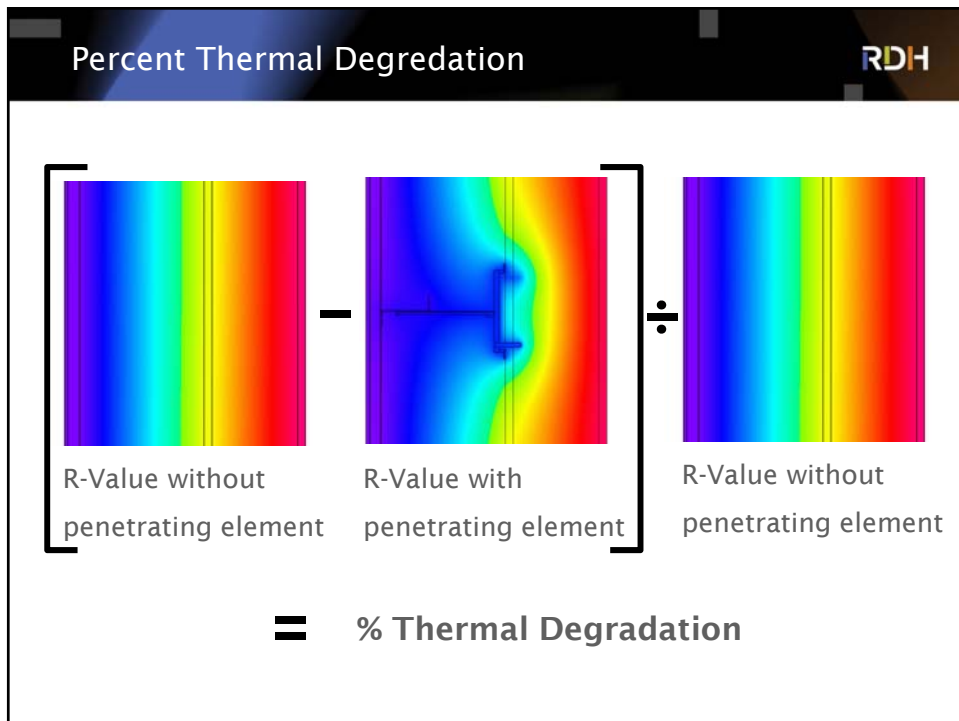 Percent Thermal Degredation
RDH
−
÷
R-Value without
penetrating element
R-Value with
penetrating element
R-Value without
penetrating element
= % Thermal Degradation